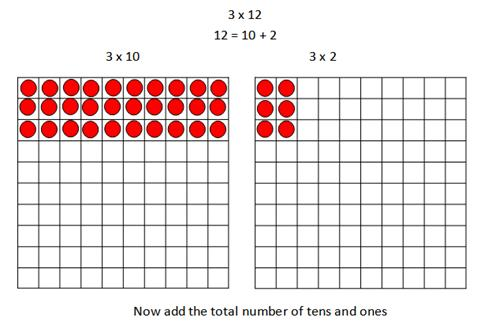 3 x 12
12 = 10 + 2
3 x 10
3 x 2
Now add the total number of tens and ones